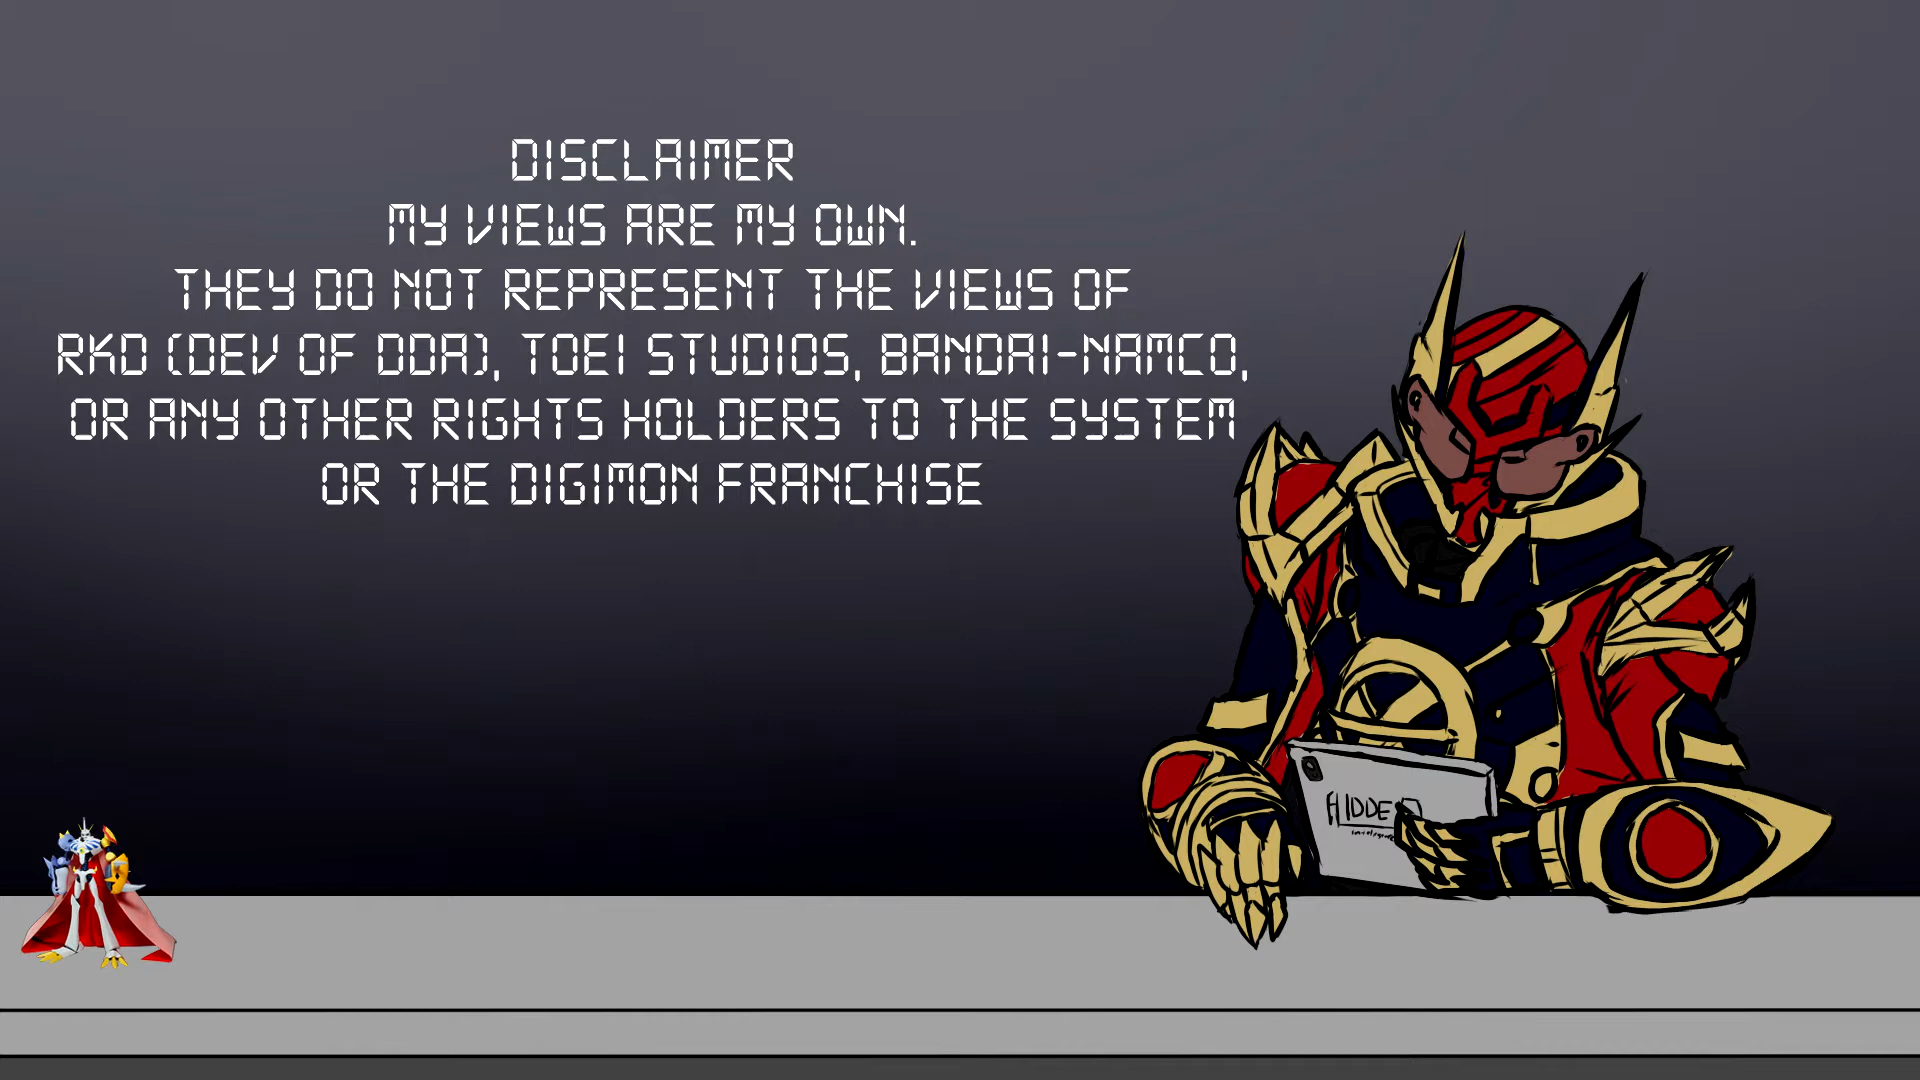 DISCLAIMER
MY VIEWS ARE MY OWN.
THEY DO NOT REPRESENT THE VIEWS OF
RKD (DEV OF DDA), TOEI STUDIOS, BANDAI-NAMCO,
OR ANY OTHER RIGHTS HOLDERS TO THE SYSTEM
OR THE DIGIMON FRANCHISE